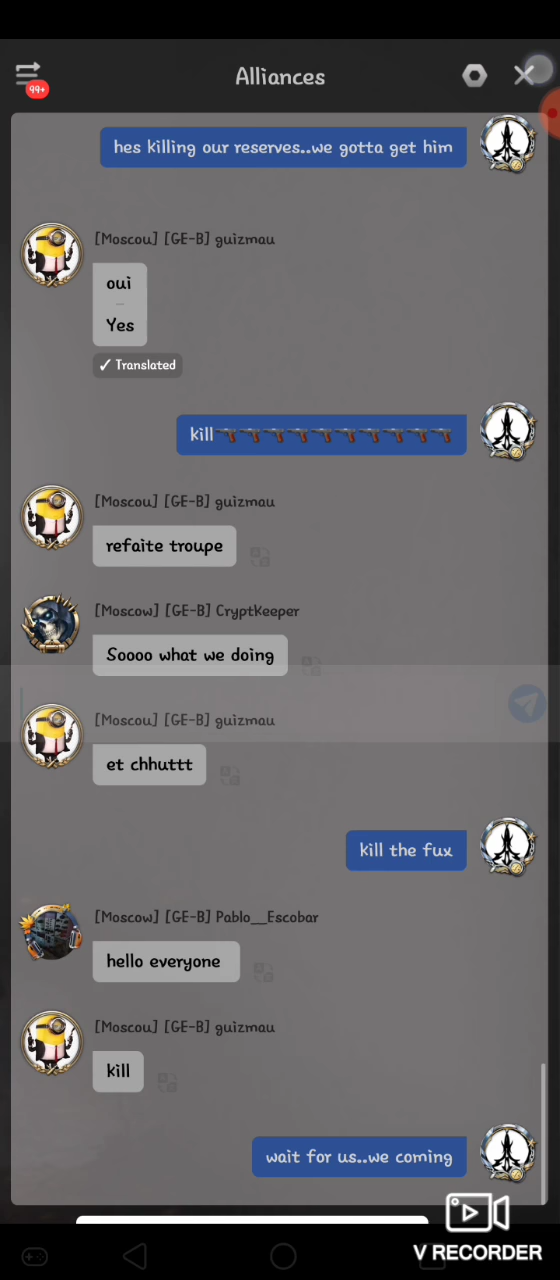 99+
Alliances
hes killing our reserves..we gotta get him
[Moscou] [GE-B] guizmau
oui
Yes
✓ Translated
kill🔫🔫🔫🔫🔫🔫🔫🔫🔫🔫
[Moscou] [GE-B] guizmau
refaite troupe
[Moscow] [GE-B] CryptKeeper
Soooo what we doing
[Moscou] [GE-B] guizmau
et chhuttt
kill the fux
[Moscow] [GE-B] Pablo__Escobar
hello everyone
[Moscou] [GE-B] guizmau
kill
wait for us..we coming
V RECORDER